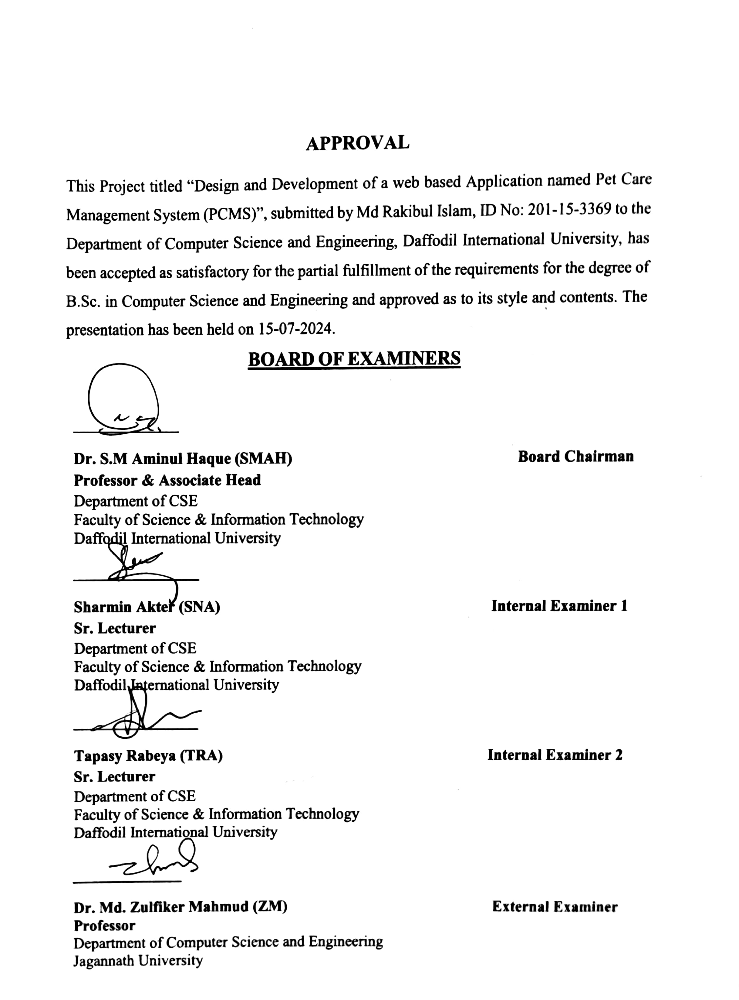 APPROVAL
This Project titled “Design and Development of a web based Application named Pet Care
Management System (PCMS)”, submitted by Md Rakibul Islam, ID No: 201-15-3369 to the
Department of Computer Science and Engineering, Daffodil International University, has
been accepted as satisfactory for the partial fulfillment of the requirements for the degree of
B.Sc. in Computer Science and Engineering and approved as to its style and contents. The
presentation has been held on 15-07-2024.
BOARD OF EXAMINERS
Dr. S.M Aminul Haque (SMAH) Board Chairman
Professor & Associate Head
Department of CSE
Faculty of Science & Information Technology
Daffodil International University
Sharmin Akter (SNA) Internal Examiner 1
Sr. Lecturer
Department of CSE
Faculty of Science & Information Technology
Daffodil International University
Tapasy Rabeya (TRA) Internal Examiner 2
Sr. Lecturer
Department of CSE
Faculty of Science & Information Technology
Daffodil International University
Dr. Md. Zulfiker Mahmud (ZM) External Examiner
Professor
Department of Computer Science and Engineering
Jagannath University